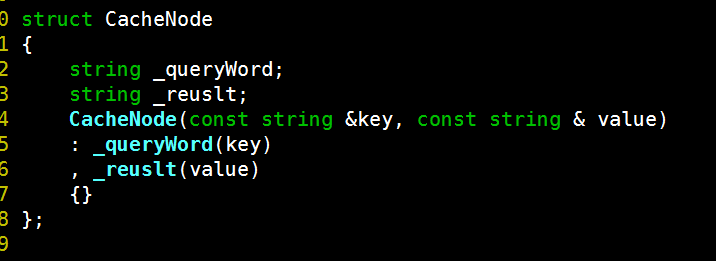 0 struct CacheNode
1 {
2     string _queryWord;
3     string _reuslt;
4     CacheNode(const string &key, const string & value)
5     : _queryWord(key)
6     , _reuslt(value)
7     {}
8 };
9